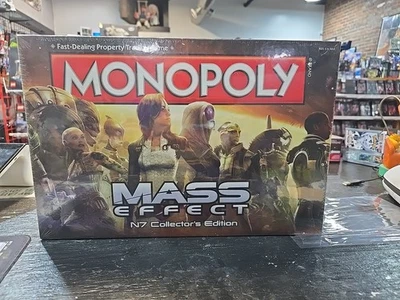 Fast-Dealing Property Trading Game
MONOPOLY
MASS
EFFECT
N7 Collector's Edition